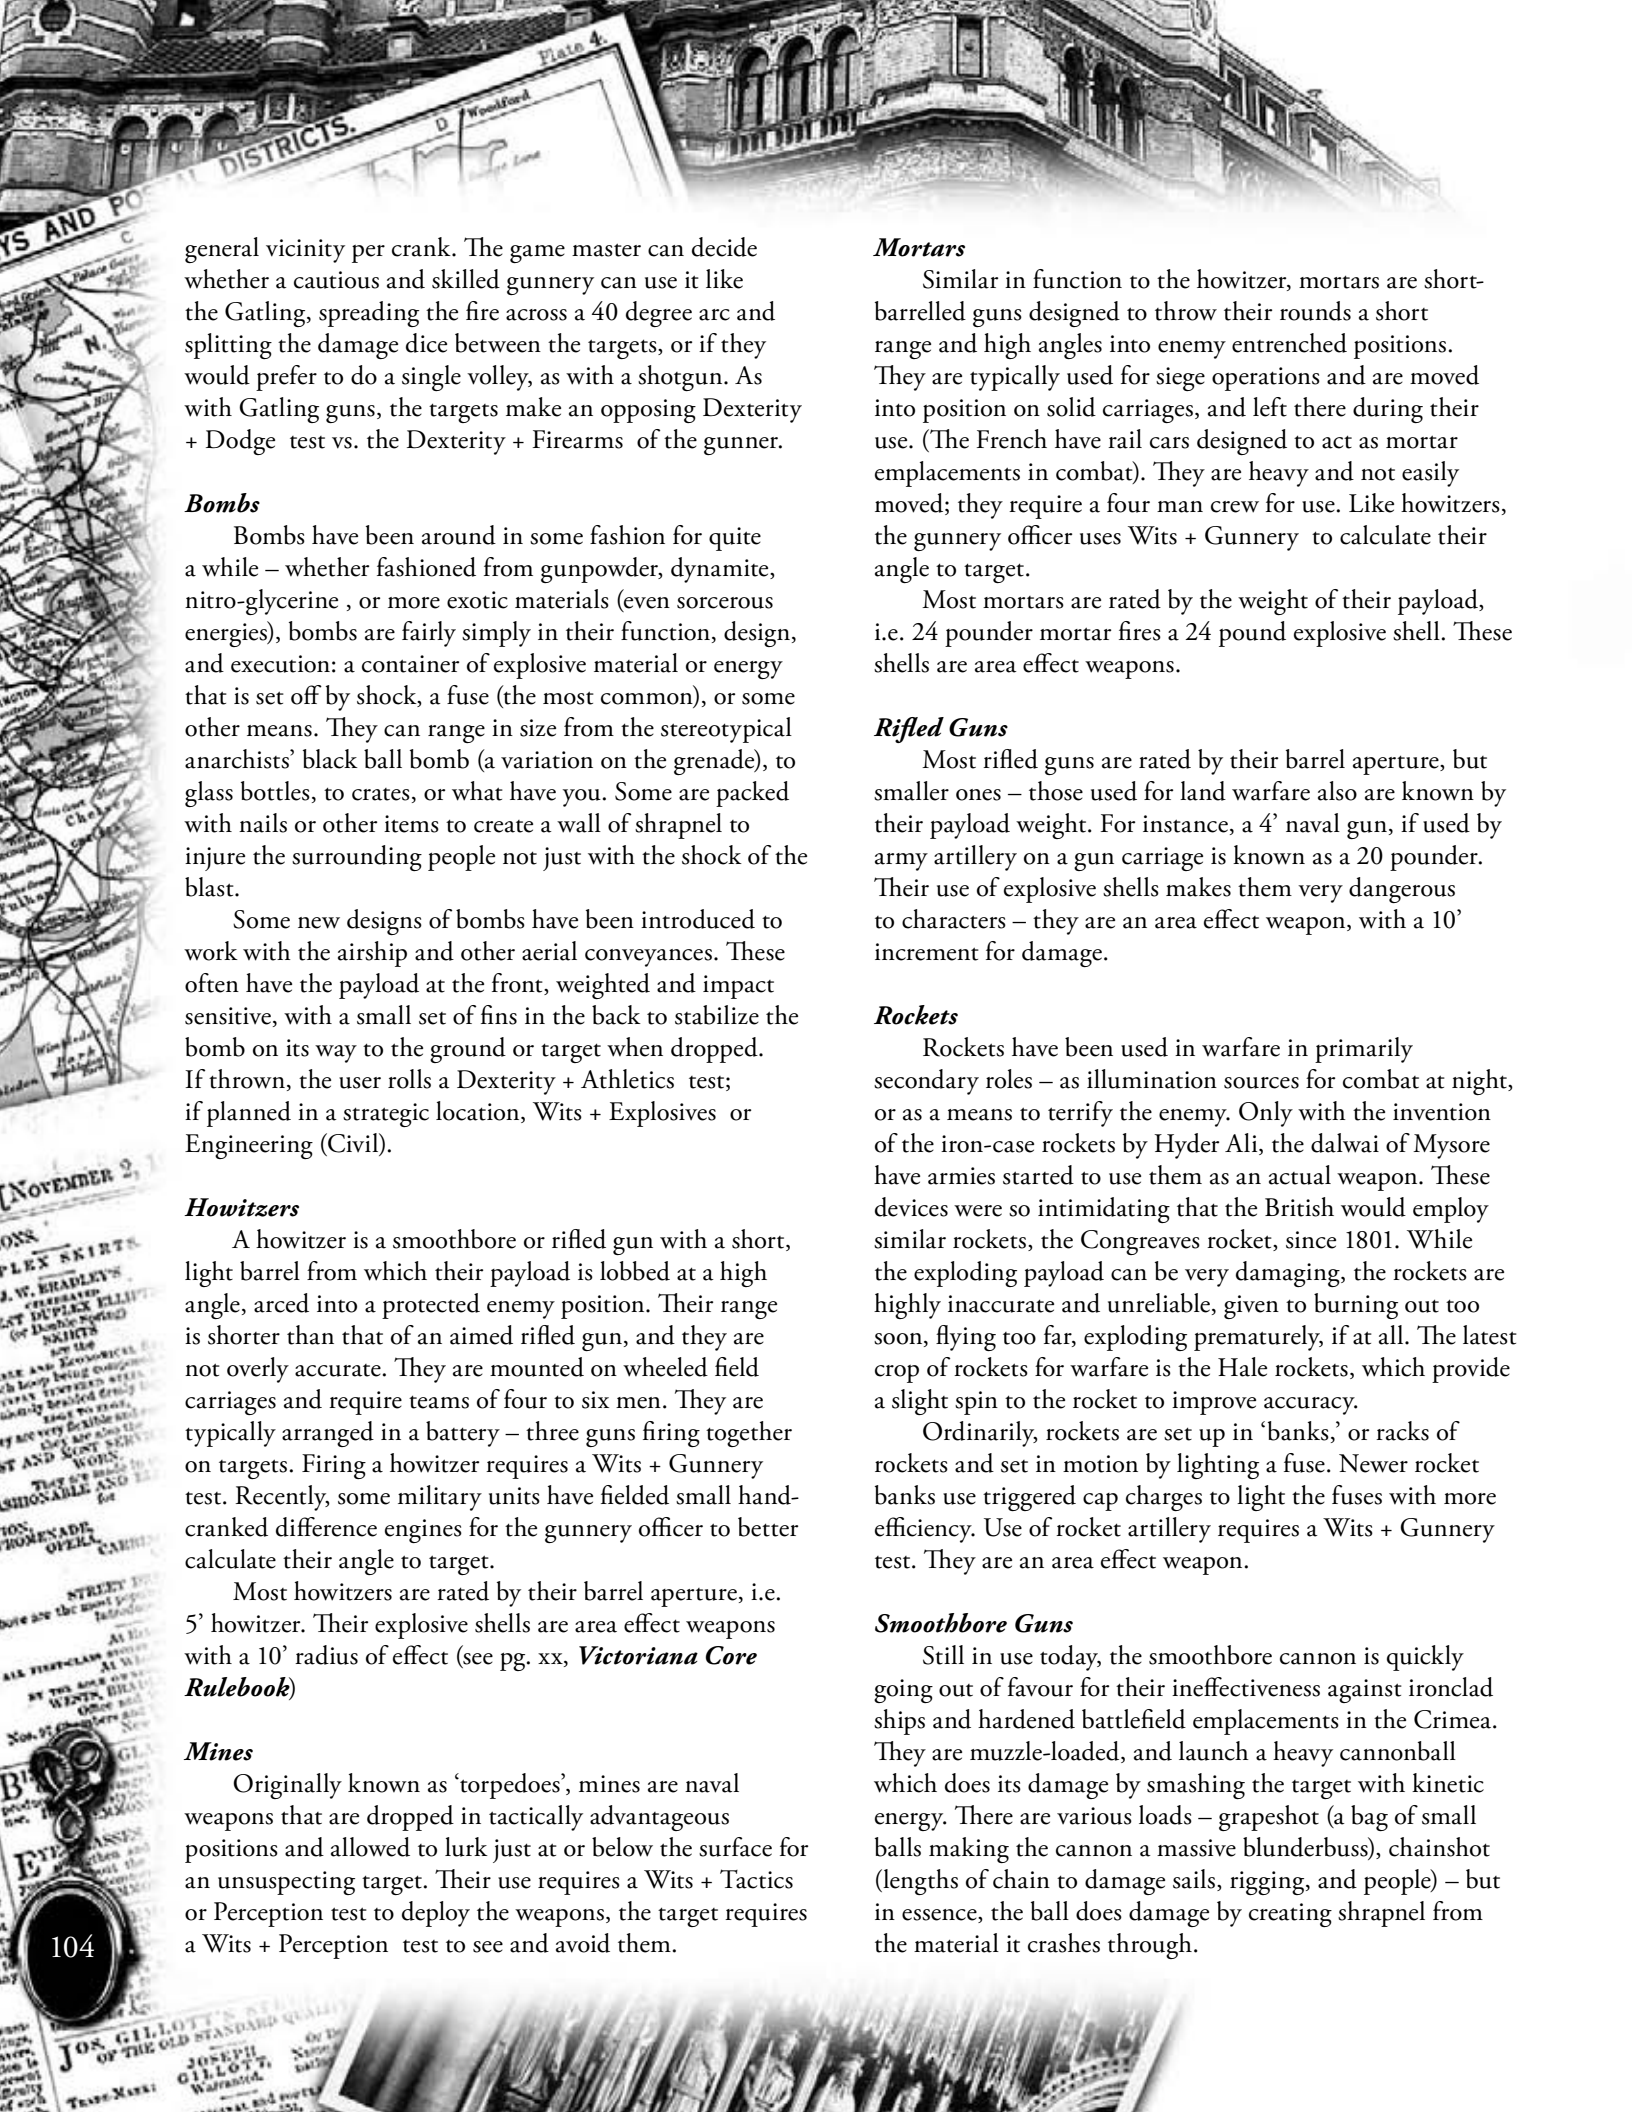 Plate 4.
D Woodford
DISTRICTS.
YS AND PO
C
N.
general vicinity per crank. The game master can decide
whether a cautious and skilled gunnery can use it like
the Gatling, spreading the fire across a 40 degree arc and
splitting the damage dice between the targets, or if they
would prefer to do a single volley, as with a shotgun. As
with Gatling guns, the targets make an opposing Dexterity
+ Dodge test vs. the Dexterity + Firearms of the gunner.
Bombs
Bombs have been around in some fashion for quite
a while – whether fashioned from gunpowder, dynamite,
nitro-glycerine , or more exotic materials (even sorcerous
energies), bombs are fairly simply in their function, design,
and execution: a container of explosive material or energy
that is set off by shock, a fuse (the most common), or some
other means. They can range in size from the stereotypical
anarchists’ black ball bomb (a variation on the grenade), to
glass bottles, to crates, or what have you. Some are packed
with nails or other items to create a wall of shrapnel to
injure the surrounding people not just with the shock of the
blast.
Some new designs of bombs have been introduced to
work with the airship and other aerial conveyances. These
often have the payload at the front, weighted and impact
sensitive, with a small set of fins in the back to stabilize the
bomb on its way to the ground or target when dropped.
If thrown, the user rolls a Dexterity + Athletics test;
if planned in a strategic location, Wits + Explosives or
Engineering (Civil).
Howitzers
A howitzer is a smoothbore or rifled gun with a short,
light barrel from which their payload is lobbed at a high
angle, arced into a protected enemy position. Their range
is shorter than that of an aimed rifled gun, and they are
not overly accurate. They are mounted on wheeled field
carriages and require teams of four to six men. They are
typically arranged in a battery – three guns firing together
on targets. Firing a howitzer requires a Wits + Gunnery
test. Recently, some military units have fielded small hand-
cranked difference engines for the gunnery officer to better
calculate their angle to target.
Most howitzers are rated by their barrel aperture, i.e.
5’ howitzer. Their explosive shells are area effect weapons
with a 10’ radius of effect (see pg. xx, Victoriana Core
Rulebook)
Mines
Originally known as ‘torpedoes’, mines are naval
weapons that are dropped in tactically advantageous
positions and allowed to lurk just at or below the surface for
an unsuspecting target. Their use requires a Wits + Tactics
or Perception test to deploy the weapons, the target requires
a Wits + Perception test to see and avoid them.
Mortars
Similar in function to the howitzer, mortars are short-
barrelled guns designed to throw their rounds a short
range and high angles into enemy entrenched positions.
They are typically used for siege operations and are moved
into position on solid carriages, and left there during their
use. (The French have rail cars designed to act as mortar
emplacements in combat). They are heavy and not easily
moved; they require a four man crew for use. Like howitzers,
the gunnery officer uses Wits + Gunnery to calculate their
angle to target.
Most mortars are rated by the weight of their payload,
i.e. 24 pounder mortar fires a 24 pound explosive shell. These
shells are area effect weapons.
Rifled Guns
Most rifled guns are rated by their barrel aperture, but
smaller ones – those used for land warfare also are known by
their payload weight. For instance, a 4’ naval gun, if used by
army artillery on a gun carriage is known as a 20 pounder.
Their use of explosive shells makes them very dangerous
to characters – they are an area effect weapon, with a 10’
increment for damage.
Rockets
Rockets have been used in warfare in primarily
secondary roles – as illumination sources for combat at night,
or as a means to terrify the enemy. Only with the invention
of the iron-case rockets by Hyder Ali, the dalwai of Mysore
have armies started to use them as an actual weapon. These
devices were so intimidating that the British would employ
similar rockets, the Congreaves rocket, since 1801. While
the exploding payload can be very damaging, the rockets are
highly inaccurate and unreliable, given to burning out too
soon, flying too far, exploding prematurely, if at all. The latest
crop of rockets for warfare is the Hale rockets, which provide
a slight spin to the rocket to improve accuracy.
Ordinarily, rockets are set up in ‘banks,’ or racks of
rockets and set in motion by lighting a fuse. Newer rocket
banks use triggered cap charges to light the fuses with more
efficiency. Use of rocket artillery requires a Wits + Gunnery
test. They are an area effect weapon.
Smoothbore Guns
Still in use today, the smoothbore cannon is quickly
going out of favour for their ineffectiveness against ironclad
ships and hardened battlefield emplacements in the Crimea.
They are muzzle-loaded, and launch a heavy cannonball
which does its damage by smashing the target with kinetic
energy. There are various loads – grapeshot (a bag of small
balls making the cannon a massive blunderbuss), chainshot
(lengths of chain to damage sails, rigging, and people) – but
in essence, the ball does damage by creating shrapnel from
the material it crashes through.
[NOVEMBER 2,
PLEX SKIRTS
J. W. BRADLEY'S
SKIRTS
104
JOS. GILLOTT'S
OF THE OLD STANDARD
JOSEPH
GILLOTT,
Warranted.
TRADE MARK: